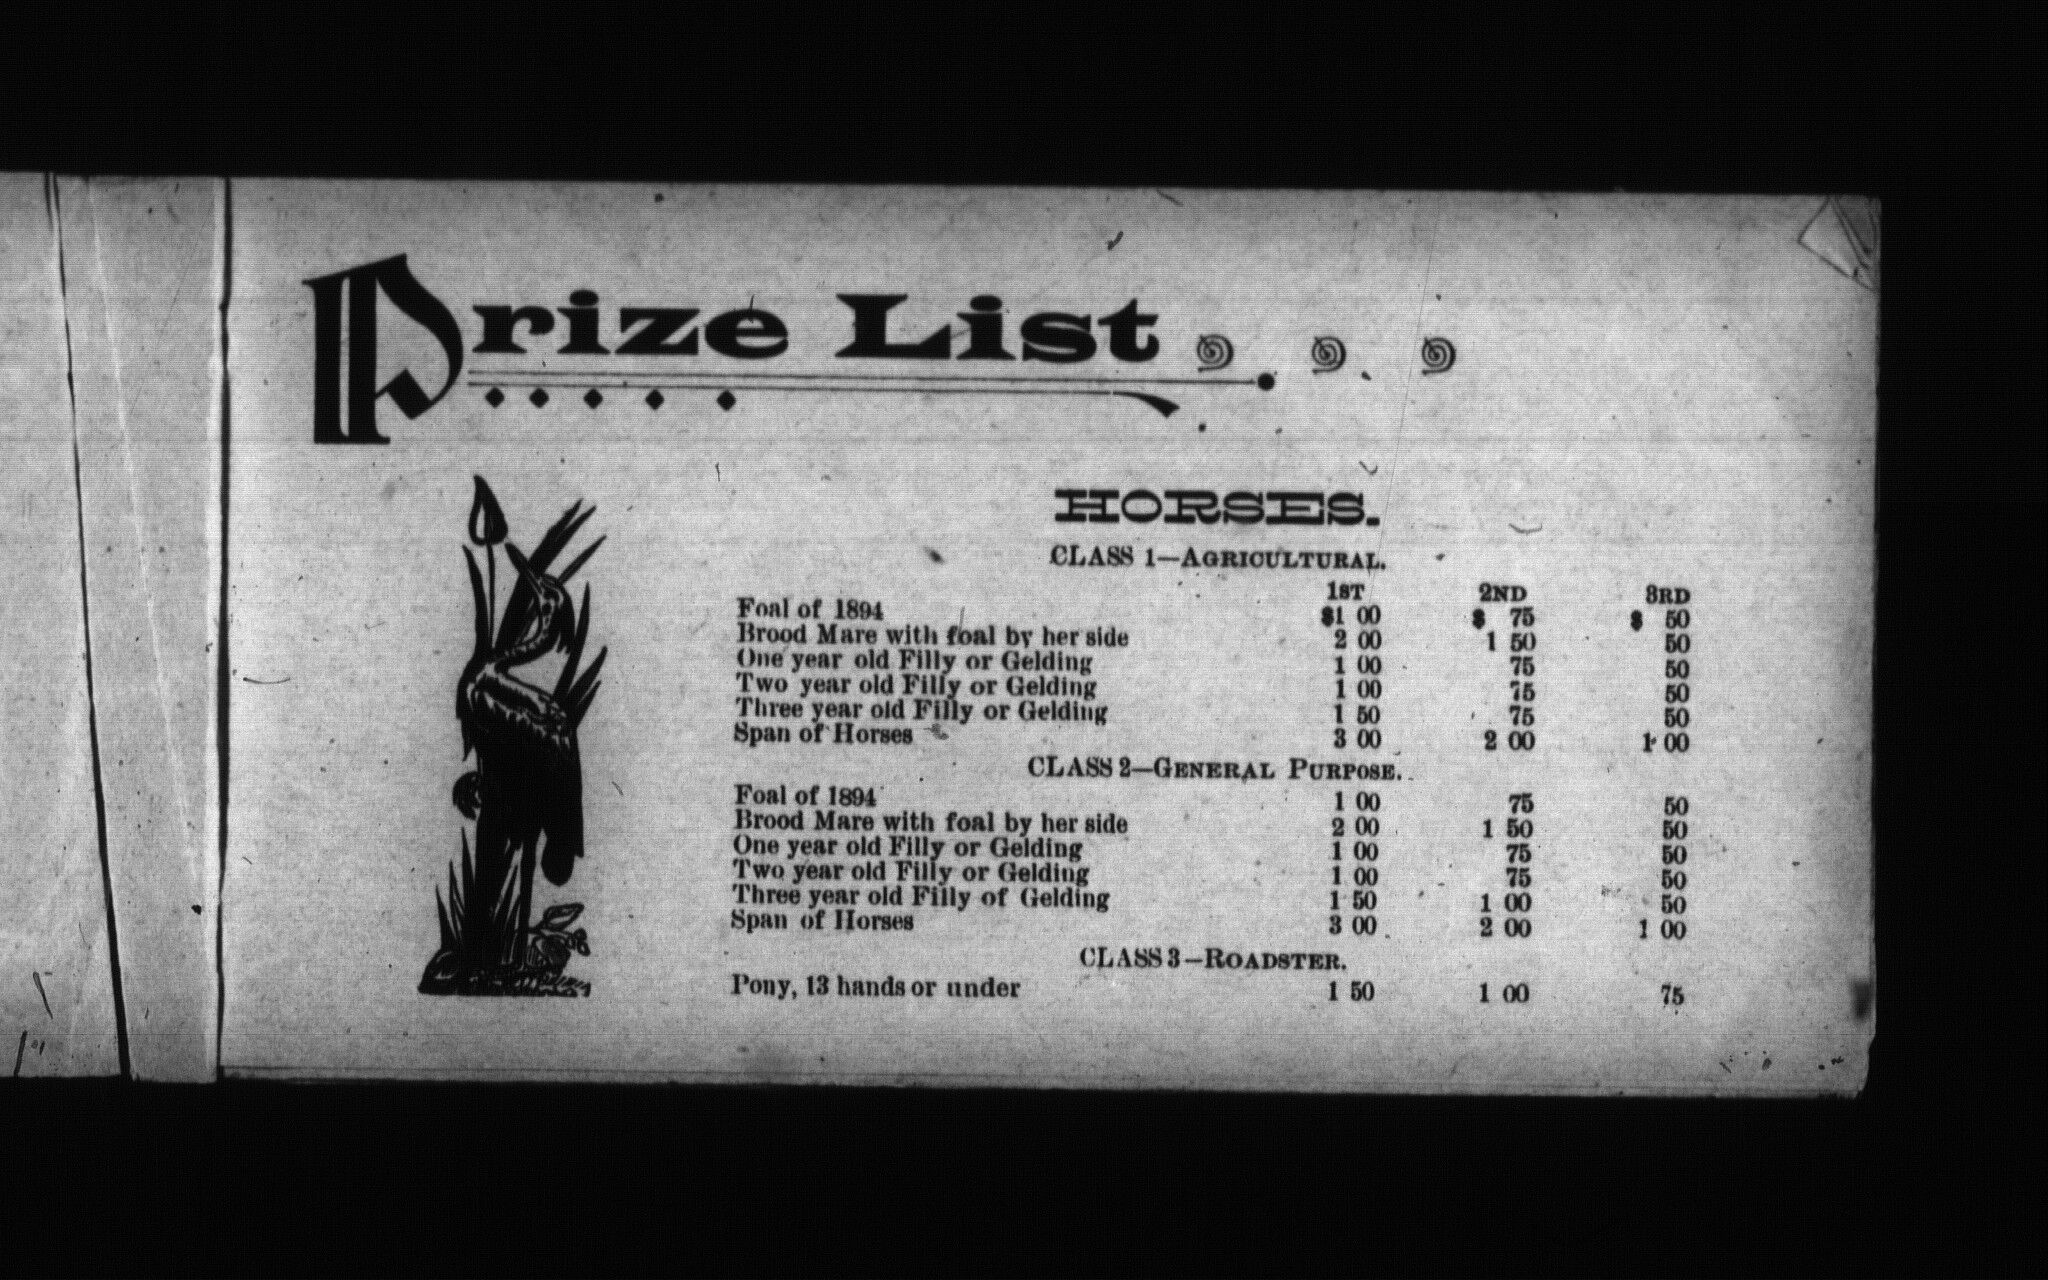 Prize List
HORSES.
CLASS 1—AGRICULTURAL.
1ST 2ND 3RD
Foal of 1894 $1 00 $ 75 $ 50
Brood Mare with foal by her side 2 00 1 50 50
One year old Filly or Gelding 1 00 75 50
Two year old Filly or Gelding 1 00 75 50
Three year old Filly or Gelding 1 50 75 50
Span of Horses 3 00 2 00 1 00
CLASS 2—GENERAL PURPOSE.
Foal of 1894 1 00 75 50
Brood Mare with foal by her side 2 00 1 50 50
One year old Filly or Gelding 1 00 75 50
Two year old Filly or Gelding 1 00 75 50
Three year old Filly of Gelding 1 50 1 00 50
Span of Horses 3 00 2 00 1 00
CLASS 3—ROADSTER.
Pony, 13 hands or under 1 50 1 00 75